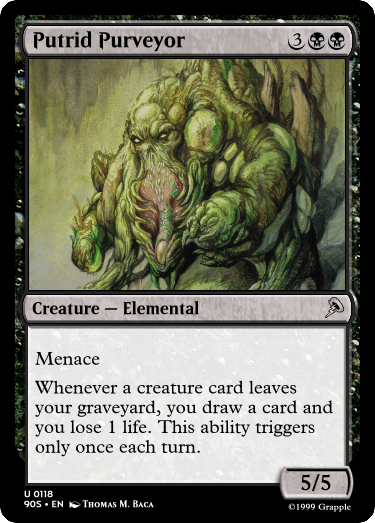 Putrid Purveyor 3
Creature — Elemental
Menace
Whenever a creature card leaves
your graveyard, you draw a card and
you lose 1 life. This ability triggers
only once each turn.
5/5
U 0118
90S • EN Thomas M. Baca
©1999 Grapple